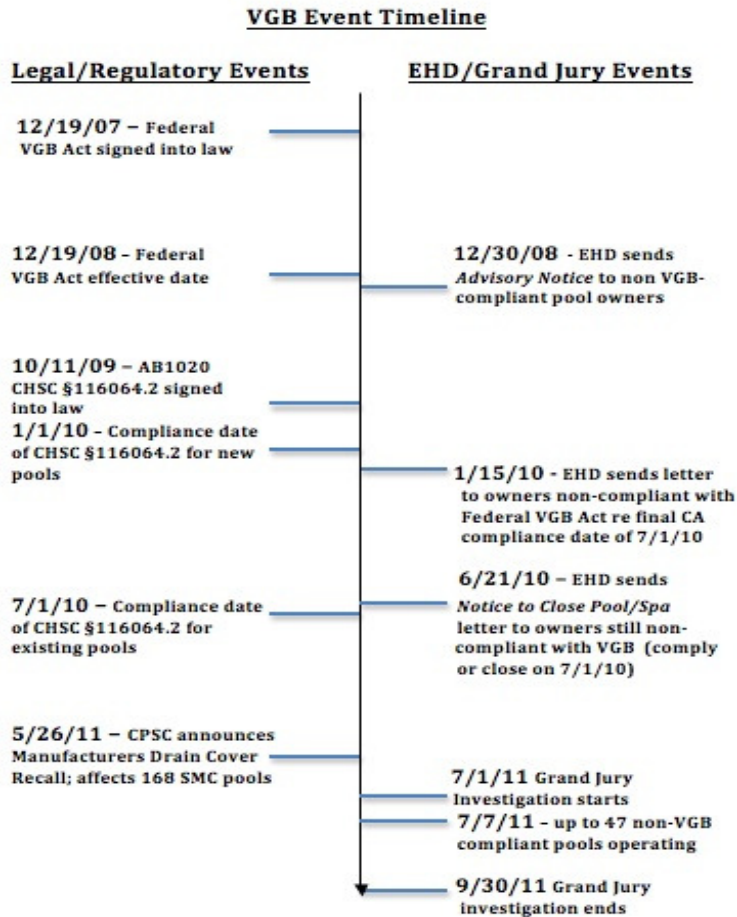 VGB Event Timeline
Legal/Regulatory Events
EHD/Grand Jury Events
12/19/07 – Federal
VGB Act signed into law
12/19/08 – Federal
VGB Act effective date
12/30/08 - EHD sends
Advisory Notice to non VGB-
compliant pool owners
10/11/09 – AB1020
CHSC §116064.2 signed
into law
1/1/10 – Compliance date
of CHSC §116064.2 for new
pools
1/15/10 - EHD sends letter
to owners non-compliant with
Federal VGB Act re final CA
compliance date of 7/1/10
6/21/10 – EHD sends
Notice to Close Pool/Spa
letter to owners still non-
compliant with VGB (comply
or close on 7/1/10)
7/1/10 – Compliance date
of CHSC §116064.2 for
existing pools
5/26/11 – CPSC announces
Manufacturers Drain Cover
Recall; affects 168 SMC pools
7/1/11 Grand Jury
Investigation starts
7/7/11 – up to 47 non-VGB
compliant pools operating
9/30/11 Grand Jury
investigation ends